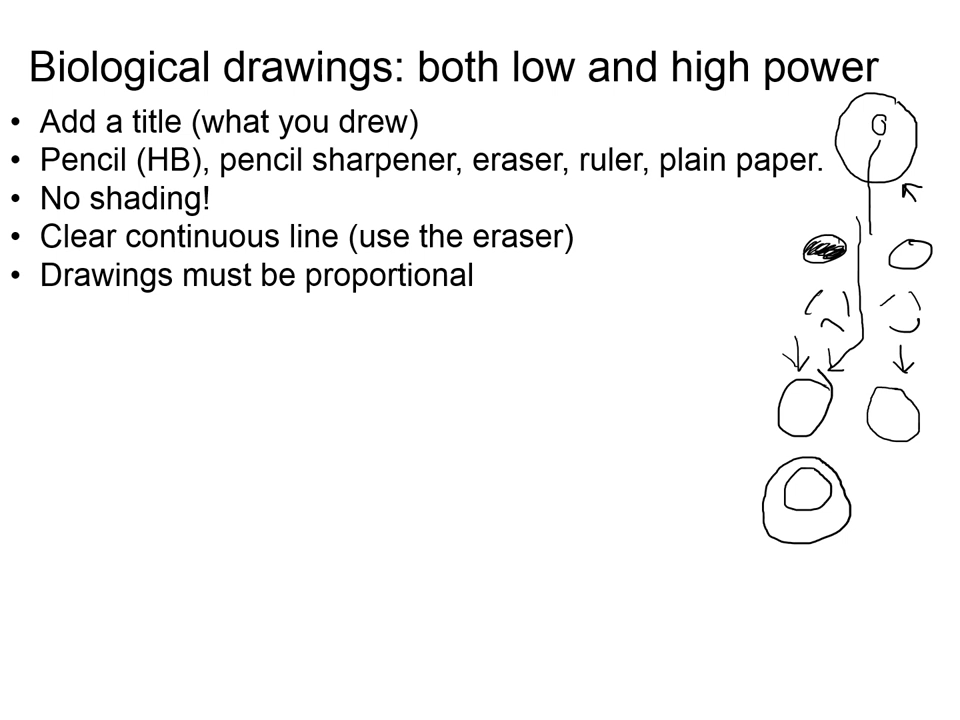 Biological drawings: both low and high power
• Add a title (what you drew)
• Pencil (HB), pencil sharpener, eraser, ruler, plain paper.
• No shading!
• Clear continuous line (use the eraser)
• Drawings must be proportional